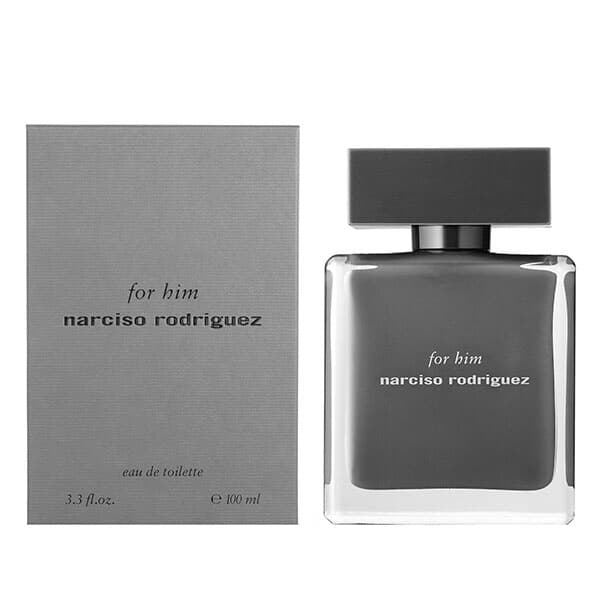 for him
narciso rodriguez
eau de toilette
3.3 fl.oz. ℮ 100 ml
for him
narciso rodriguez